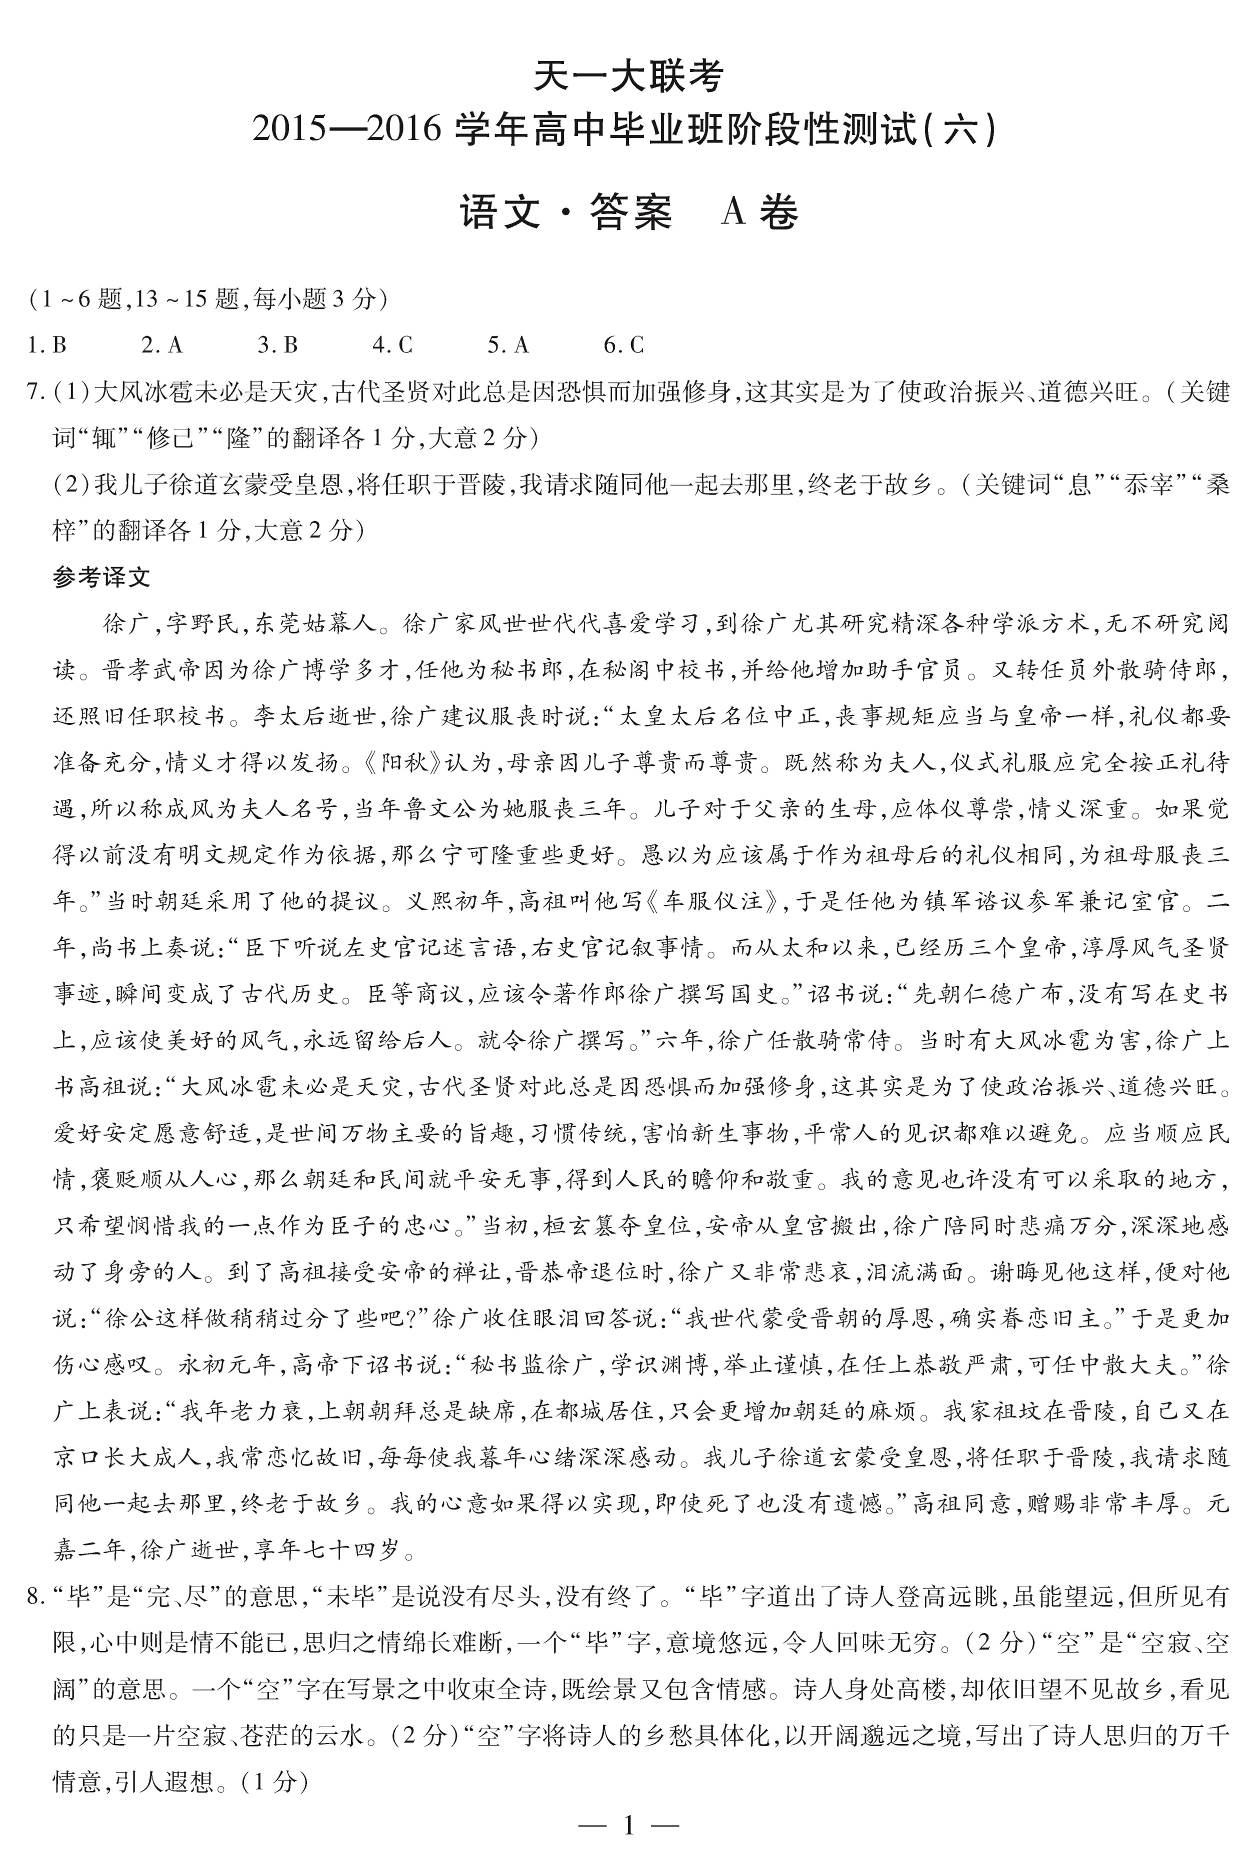 天一大联考
2015—2016 学年高中毕业班阶段性测试(六)
语文·答案 A 卷
(1~6 题,13~15 题,每小题 3 分)
1. B 2. A 3. B 4. C 5. A 6. C
7. (1)大风冰雹未必是天灾,古代圣贤对此总是因恐惧而加强修身,这其实是为了使政治振兴、道德兴旺。(关键
词“辄”“修己”“隆”的翻译各 1 分,大意 2 分)
(2)我儿子徐道玄蒙受皇恩,将任职于晋陵,我请求随同他一起去那里,终老于故乡。(关键词“息”“忝宰”“桑
梓”的翻译各 1 分,大意 2 分)
参考译文
徐广,字野民,东莞姑幕人。徐广家风世世代代喜爱学习,到徐广尤其研究精深各种学派方术,无不研究阅
读。晋孝武帝因为徐广博学多才,任他为秘书郎,在秘阁中校书,并给他增加助手官员。又转任员外散骑侍郎,
还照旧任职校书。李太后逝世,徐广建议服丧时说:“太皇太后名位中正,丧事规矩应当与皇帝一样,礼仪都要
准备充分,情义才得以发扬。《阳秋》认为,母亲因儿子尊贵而尊贵。既然称为夫人,仪式礼服应完全按正礼待
遇,所以称成风为夫人名号,当年鲁文公为她服丧三年。儿子对于父亲的生母,应体仪尊崇,情义深重。如果觉
得以前没有明文规定作为依据,那么宁可隆重些更好。愚以为应该属于作为祖母后的礼仪相同,为祖母服丧三
年。”当时朝廷采用了他的提议。义熙初年,高祖叫他写《车服仪注》,于是任他为镇军谘议参军兼记室官。二
年,尚书上奏说:“臣下听说左史官记述言语,右史官记叙事情。而从太和以来,已经历三个皇帝,淳厚风气圣贤
事迹,瞬间变成了古代历史。臣等商议,应该令著作郎徐广撰写国史。”诏书说:“先朝仁德广布,没有写在史书
上,应该使美好的风气,永远留给后人。就令徐广撰写。”六年,徐广任散骑常侍。当时有大风冰雹为害,徐广上
书高祖说:“大风冰雹未必是天灾,古代圣贤对此总是因恐惧而加强修身,这其实是为了使政治振兴、道德兴旺。
爱好安定愿意舒适,是世间万物主要的旨趣,习惯传统,害怕新生事物,平常人的见识都难以避免。应当顺应民
情,褒贬顺从人心,那么朝廷和民间就平安无事,得到人民的瞻仰和敬重。我的意见也许没有可以采取的地方,
只希望悯惜我的一点作为臣子的忠心。”当初,桓玄篡夺皇位,安帝从皇宫搬出,徐广陪同时悲痛万分,深深地感
动了身旁的人。到了高祖接受安帝的禅让,晋恭帝退位时,徐广又非常悲哀,泪流满面。谢晦见他这样,便对他
说:“徐公这样做稍稍过分了些吧?”徐广收住眼泪回答说:“我世代蒙受晋朝的厚恩,确实眷恋旧主。”于是更加
伤心感叹。永初元年,高帝下诏书说:“秘书监徐广,学识渊博,举止谨慎,在任上恭敬严肃,可任中散大夫。”徐
广上表说:“我年老力衰,上朝朝拜总是缺席,在都城居住,只会更增加朝廷的麻烦。我家祖坟在晋陵,自己又在
京口长大成人,我常恋忆故旧,每每使我暮年心绪深深感动。我儿子徐道玄蒙受皇恩,将任职于晋陵,我请求随
同他一起去那里,终老于故乡。我的心意如果得以实现,即使死了也没有遗憾。”高祖同意,赠赐非常丰厚。元
嘉二年,徐广逝世,享年七十四岁。
8. “毕”是“完、尽”的意思,“未毕”是说没有尽头,没有终了。“毕”字道出了诗人登高远眺,虽能望远,但所见有
限,心中则是情不能已,思归之情绵长难断,一个“毕”字,意境悠远,令人回味无穷。(2 分)“空”是“空寂、空
阔”的意思。一个“空”字在写景之中收束全诗,既绘景又包含情感。诗人身处高楼,却依旧望不见故乡,看见
的只是一片空寂、苍茫的云水。(2 分)“空”字将诗人的乡愁具体化,以开阔邈远之境,写出了诗人思归的万千
情意,引人遐想。(1 分)
— 1 —